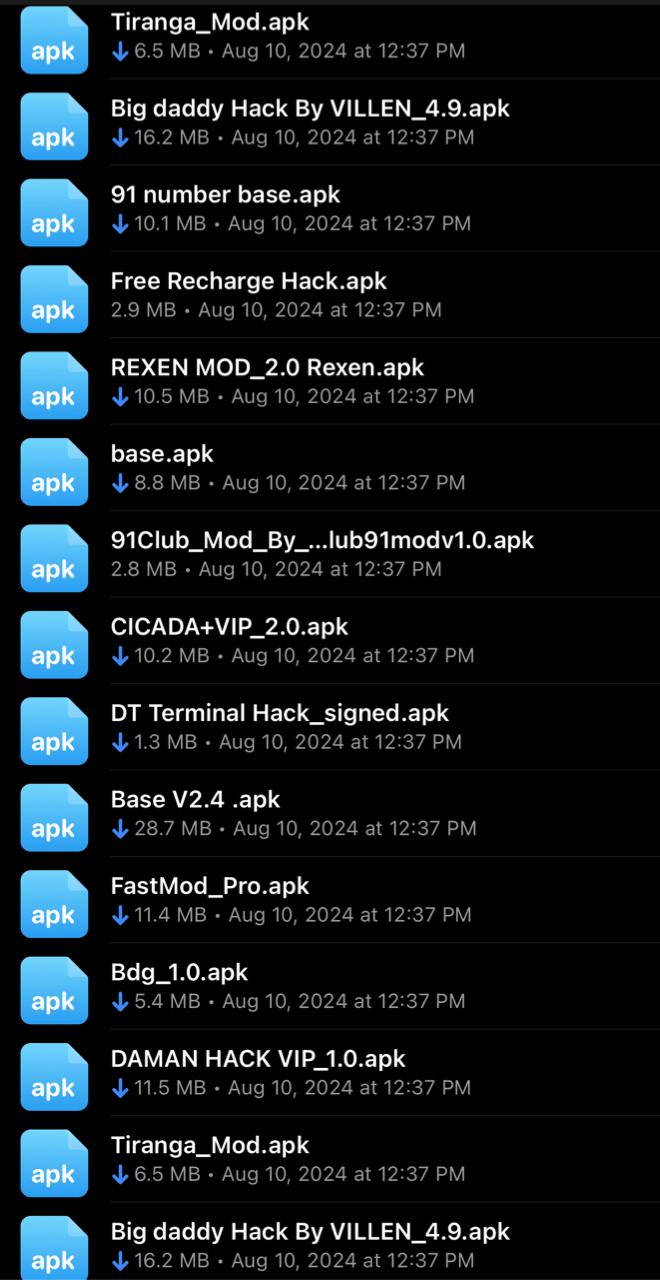 Tiranga_Mod.apk
apk
↓ 6.5 MB • Aug 10, 2024 at 12:37 PM
Big daddy Hack By VILLEN_4.9.apk
apk
↓ 16.2 MB • Aug 10, 2024 at 12:37 PM
91 number base.apk
apk
↓ 10.1 MB • Aug 10, 2024 at 12:37 PM
Free Recharge Hack.apk
apk
2.9 MB • Aug 10, 2024 at 12:37 PM
REXEN MOD_2.0 Rexen.apk
apk
↓ 10.5 MB • Aug 10, 2024 at 12:37 PM
base.apk
apk
↓ 8.8 MB • Aug 10, 2024 at 12:37 PM
91Club_Mod_By_...lub91modv1.0.apk
apk
2.8 MB • Aug 10, 2024 at 12:37 PM
CICADA+VIP_2.0.apk
apk
↓ 10.2 MB • Aug 10, 2024 at 12:37 PM
DT Terminal Hack_signed.apk
apk
↓ 1.3 MB • Aug 10, 2024 at 12:37 PM
Base V2.4 .apk
apk
↓ 28.7 MB • Aug 10, 2024 at 12:37 PM
FastMod_Pro.apk
apk
↓ 11.4 MB • Aug 10, 2024 at 12:37 PM
Bdg_1.0.apk
apk
↓ 5.4 MB • Aug 10, 2024 at 12:37 PM
DAMAN HACK VIP_1.0.apk
apk
↓ 11.5 MB • Aug 10, 2024 at 12:37 PM
Tiranga_Mod.apk
apk
↓ 6.5 MB • Aug 10, 2024 at 12:37 PM
Big daddy Hack By VILLEN_4.9.apk
apk
↓ 16.2 MB • Aug 10, 2024 at 12:37 PM